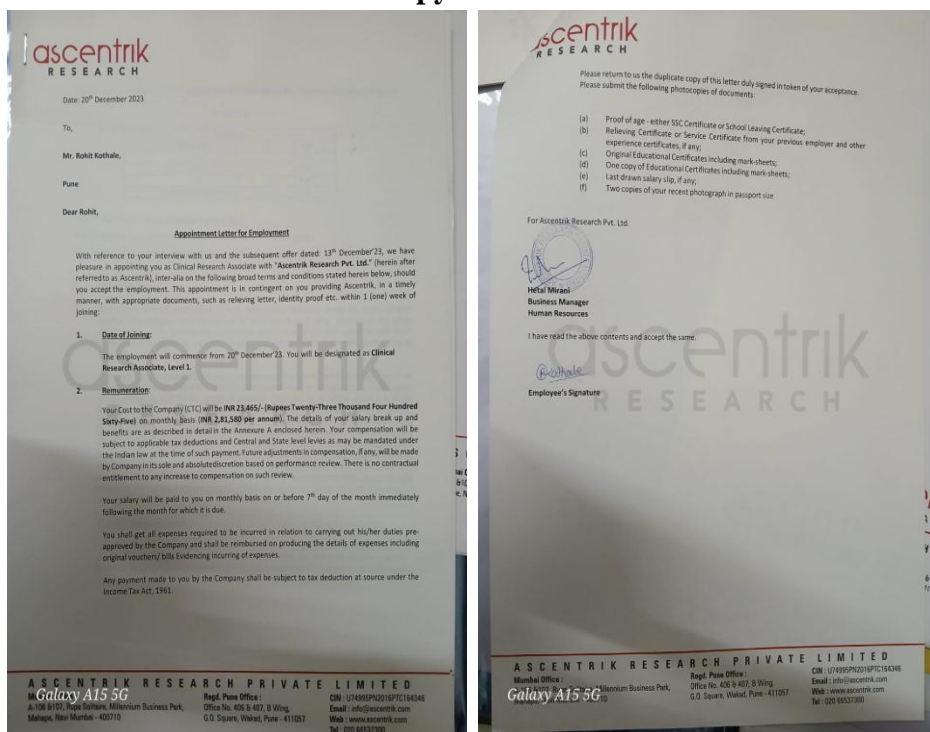 py
ascentrik
RESEARCH
Date: 20th December 2023
To,
Mr. Rohit Kothale,
Pune
Dear Rohit,
Appointment Letter for Employment
With reference to your interview with us and the subsequent offer dated: 13th December'23, we have
pleasure in appointing you as Clinical Research Associate with "Ascentrik Research Pvt. Ltd." (herein after
referred to as Ascentrik), inter-alia on the following broad terms and conditions stated herein below, should
you accept the employment. This appointment is in contingent on you providing Ascentrik, in a timely
manner, with appropriate documents, such as relieving letter, identity proof etc. within 1 (one) week of
joining:
1. Date of Joining:
The employment will commence from 20th December'23. You will be designated as Clinical
Research Associate, Level 1.
2. Remuneration:
Your Cost to the Company (CTC) will be INR 23,465/- (Rupees Twenty-Three Thousand Four Hundred
Sixty-Five) on monthly basis (INR 2,81,580 per annum). The details of your salary break up and
benefits are as described in detail in the Annexure A enclosed herein. Your compensation will be
subject to applicable tax deductions and Central and State level levies as may be mandated under
the Indian law at the time of such payment. Future adjustments in compensation, if any, will be made
by Company in its sole and absolutediscretion based on performance review. There is no contractual
entitlement to any increase to compensation on such review.
Your salary will be paid to you on monthly basis on or before 7th day of the month immediately
following the month for which it is due.
You shall get all expenses required to be incurred in relation to carrying out his/her duties pre-
approved by the Company and shall be reimbursed on producing the details of expenses including
original vouchers/ bills Evidencing incurring of expenses.
Any payment made to you by the Company shall be subject to tax deduction at source under the
Income Tax Act, 1961.
ascentrik
ASCENTRIK RESEARCH PRIVATE LIMITED
A-106 &107, Rupa Solitaire, Millennium Business Park,
Mahape, Navi Mumbai - 400710
Regd. Pune Office :
Office No. 406 & 407, B Wing,
G.O. Square, Wakad, Pune - 411057
CIN : U74995PN2016PTC164346
Email : info@ascentrik.com
Web : www.ascentrik.com
Tel : 020 66537300
Galaxy A15 5G
ascentrik
RESEARCH
Please return to us the duplicate copy of this letter duly signed in token of your acceptance.
Please submit the following photocopies of documents:
(a) Proof of age - either SSC Certificate or School Leaving Certificate;
(b) Relieving Certificate or Service Certificate from your previous employer and other
experience certificates, if any;
(c) Original Educational Certificates including mark-sheets;
(d) One copy of Educational Certificates including mark-sheets;
(e) Last drawn salary slip, if any;
(f) Two copies of your recent photograph in passport size
For Ascentrik Research Pvt. Ltd.
Hetal Mirani
Business Manager
Human Resources
I have read the above contents and accept the same.
Rkothale
Employee's Signature
ascentrik
RESEARCH
ASCENTRIK RESEARCH PRIVATE LIMITED
Mumbai Office :
Millennium Business Park,
Regd. Pune Office :
Office No. 406 & 407, B Wing,
G.O. Square, Wakad, Pune - 411057
CIN : U74995PN2016PTC164346
Email : info@ascentrik.com
Web : www.ascentrik.com
Tel : 020 66537300
Galaxy A15 5G